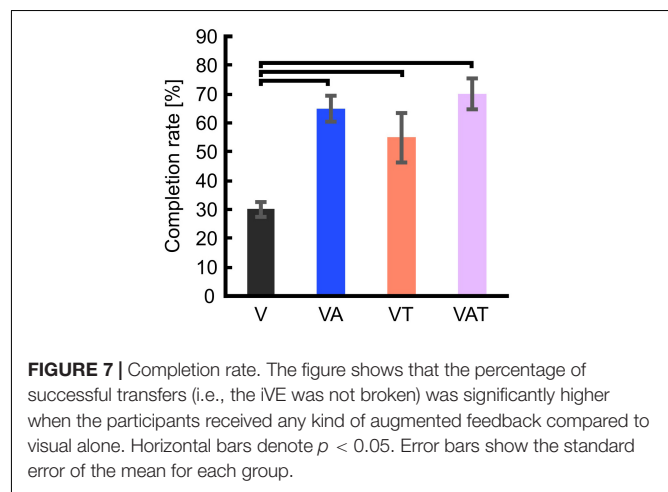 90
80
70
60
50
40
30
20
10
0
Completion rate [%]
V VA VT VAT
FIGURE 7 | Completion rate. The figure shows that the percentage of
successful transfers (i.e., the iVE was not broken) was significantly higher
when the participants received any kind of augmented feedback compared to
visual alone. Horizontal bars denote p < 0.05. Error bars show the standard
error of the mean for each group.